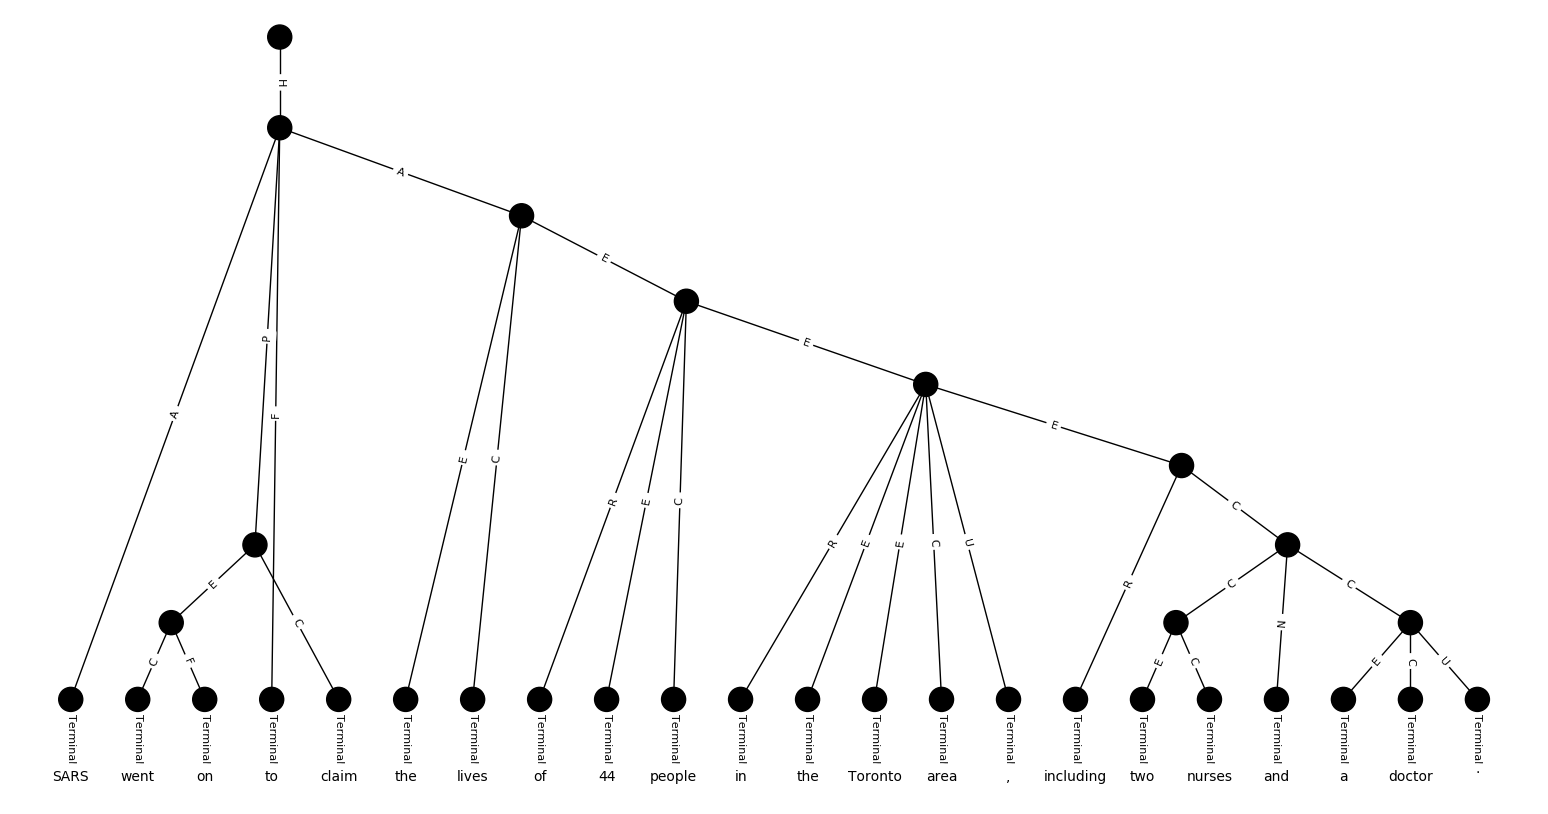 H
A
E
P
E
A
F
E
E
C
R
E
C
R
E
E
C
U
C
E
R
C
C
C
N
C
F
E
C
E
C
U
Terminal Terminal Terminal Terminal Terminal Terminal Terminal Terminal Terminal Terminal Terminal Terminal Terminal Terminal Terminal Terminal Terminal Terminal Terminal Terminal Terminal Terminal
SARS went on to claim the lives of 44 people in the Toronto area , including two nurses and a doctor .